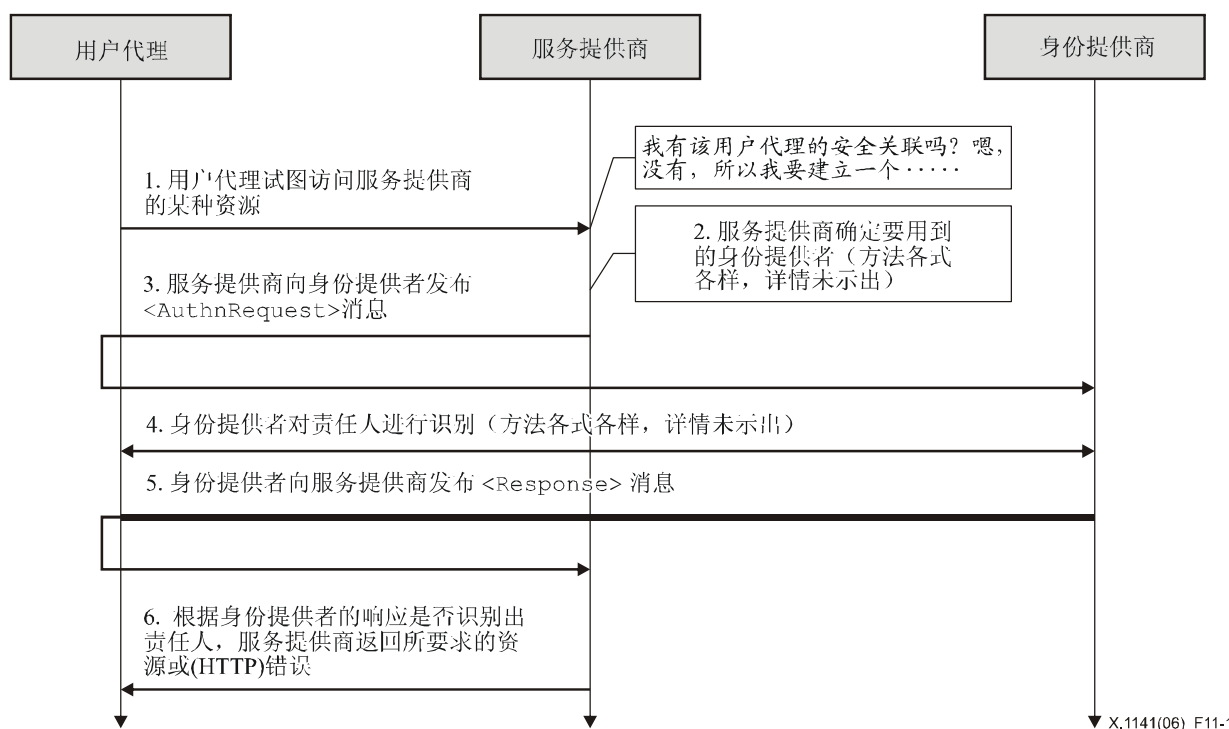 用户代理
服务提供商
身份提供商
我有该用户代理的安全关联吗？嗯，
没有，所以我要建立一个·····
1. 用户代理试图访问服务提供商
的某种资源
2. 服务提供商确定要用到
的身份提供者（方法各式
各样，详情未示出）
3. 服务提供商向身份提供者发布
<AuthnRequest>消息
4. 身份提供者对责任人进行识别（方法各式各样，详情未示出）
5. 身份提供者向服务提供商发布 <Response> 消息
6. 根据身份提供者的响应是否识别出
责任人，服务提供商返回所要求的资
源或(HTTP)错误
X.1141(06)_F11-1